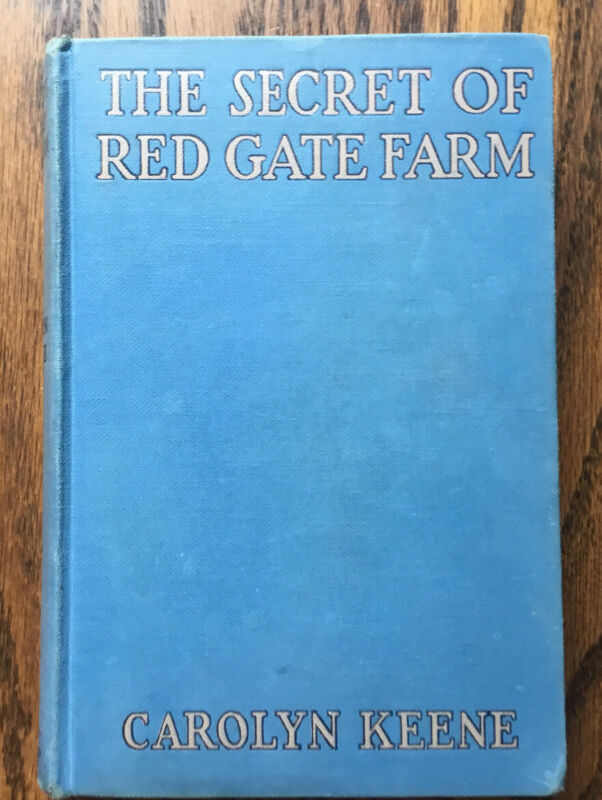 THE SECRET OF
RED GATE FARM
CAROLYN KEENE